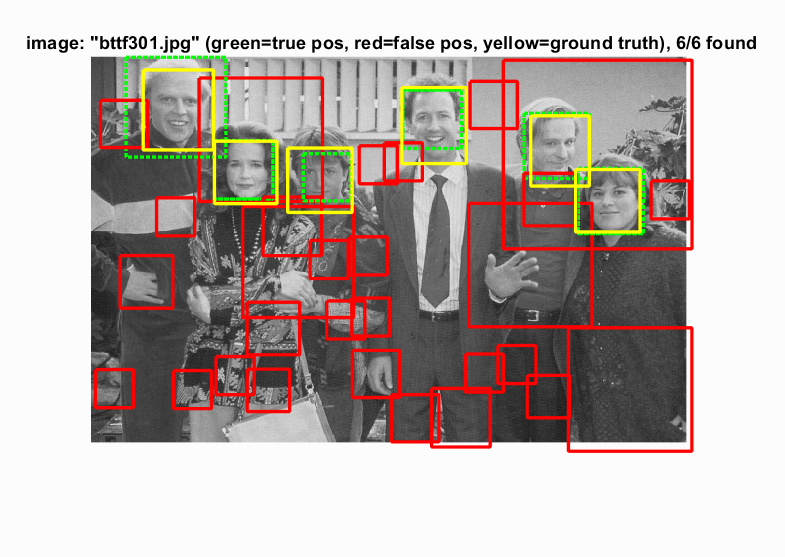 image: "bttf301.jpg" (green=true pos, red=false pos, yellow=ground truth), 6/6 found